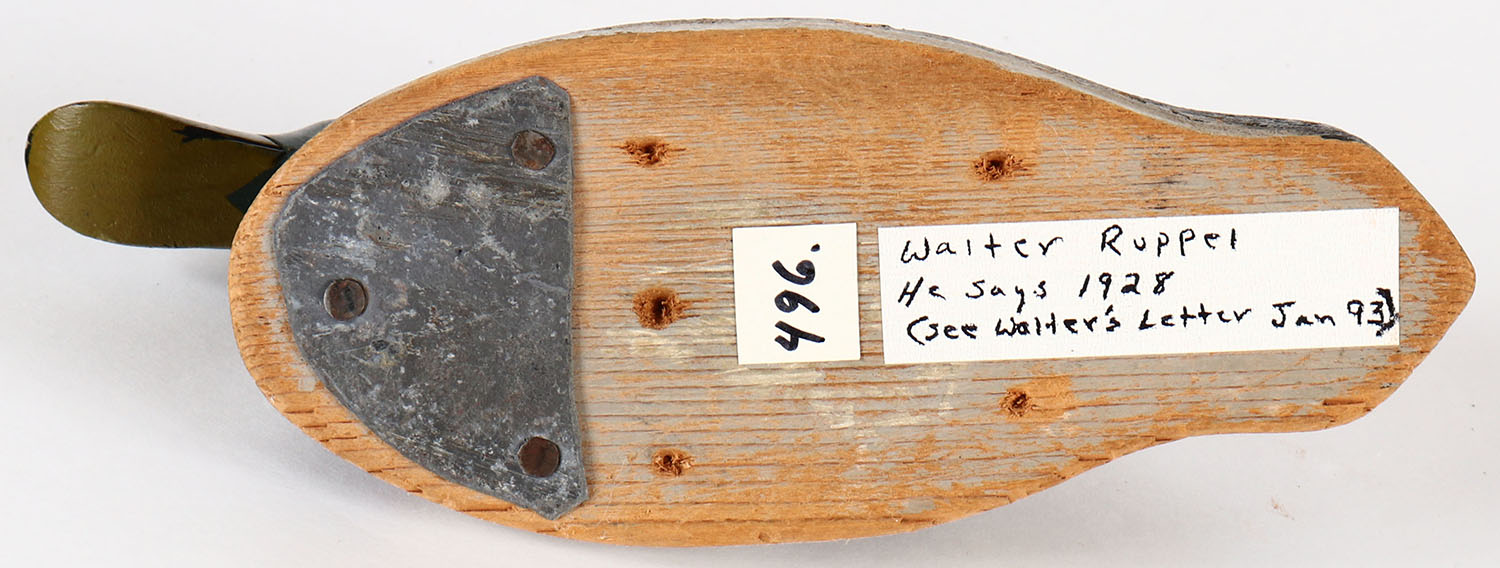 496.
Walter Ruppel
He says 1928
(see Walter's Letter Jan 93)